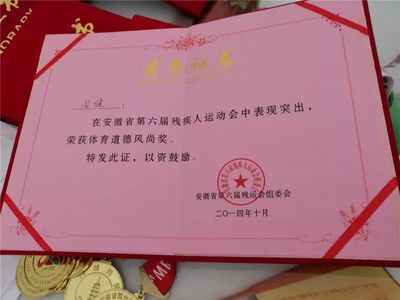 荣誉证书
：
在安徽省第六届残疾人运动会中表现突出，
荣获体育道德风尚奖。
特发此证，以资鼓励。
安徽省第六届残运会组委会
二〇一四年十月